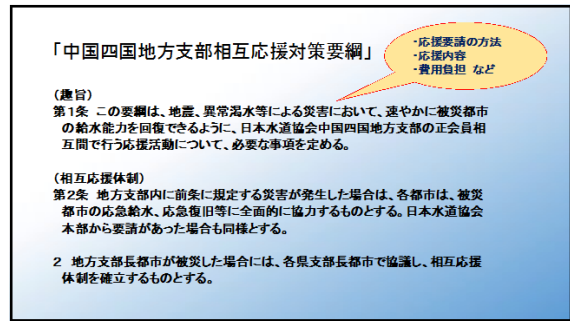 「中国四国地方支部相互応援対策要綱」
・応援要請の方法
・応援内容
・費用負担 など
（趣旨）
第1条 この要綱は、地震、異常渇水等による災害において、速やかに被災都市
の給水能力を回復できるように、日本水道協会中国四国地方支部の正会員相
互間で行う応援活動について、必要な事項を定める。
（相互応援体制）
第2条 地方支部内に前条に規定する災害が発生した場合は、各都市は、被災
都市の応急給水、応急復旧等に全面的に協力するものとする。日本水道協会
本部から要請があった場合も同様とする。
2 地方支部長都市が被災した場合には、各県支部長都市で協議し、相互応援
体制を確立するものとする。